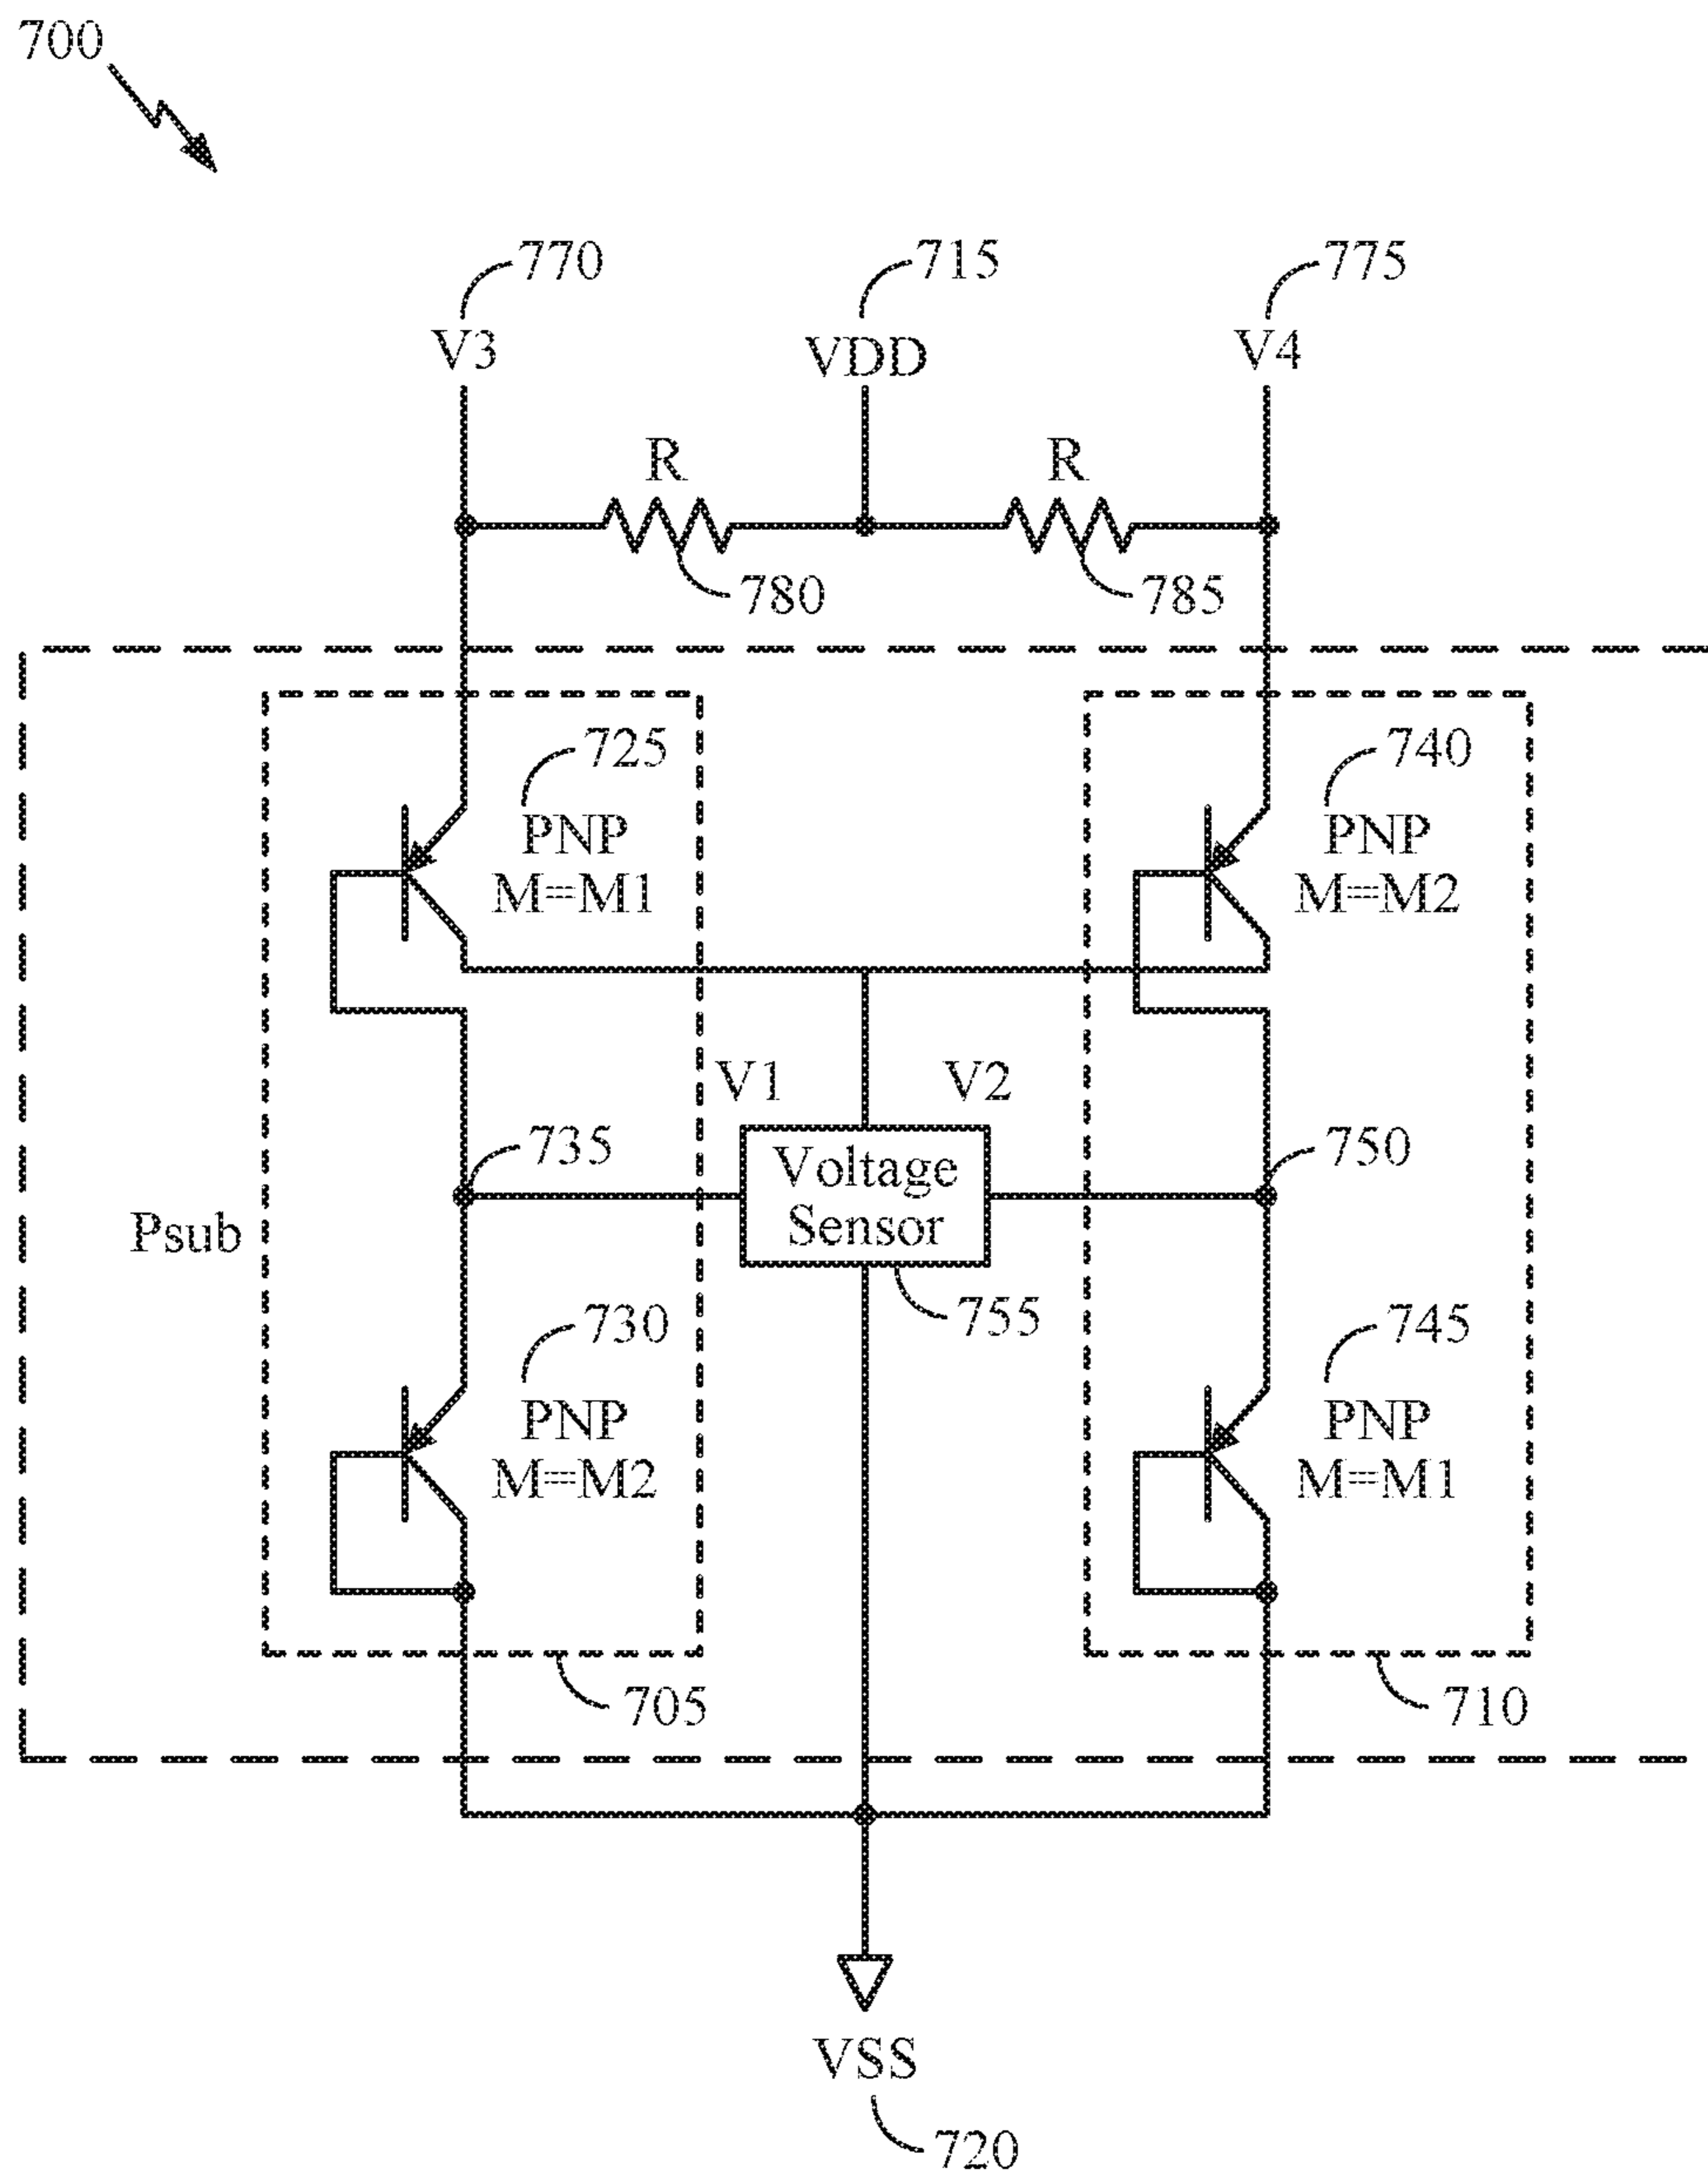 700
770
715
775
V3
VDD
V4
R
R
780
785
725
PNP
M=M1
740
PNP
M=M2
V1
V2
735
Voltage
Sensor
750
Psub
755
730
PNP
M=M2
745
PNP
M=M1
705
710
VSS
720